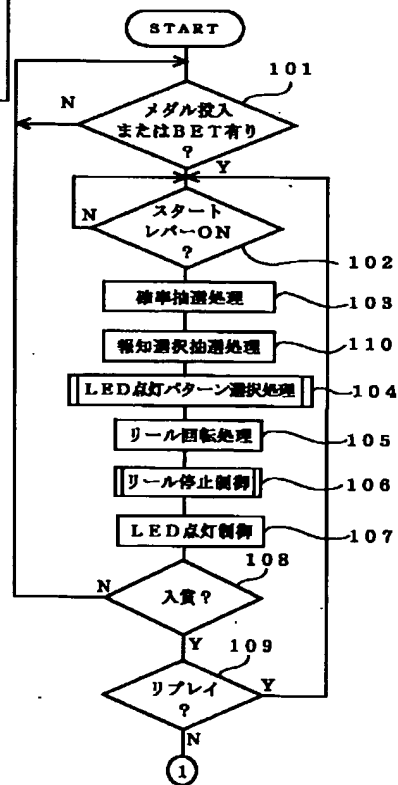 START
101
N
メダル投入
またはBET有り
?
Y
N
スタート
レバーON
?
102
確率抽選処理
103
報知選択抽選処理
110
LED点灯パターン選択処理
104
リール回転処理
105
リール停止制御
106
LED点灯制御
107
108
N
入賞?
Y
109
リプレイ
?
Y
N
1